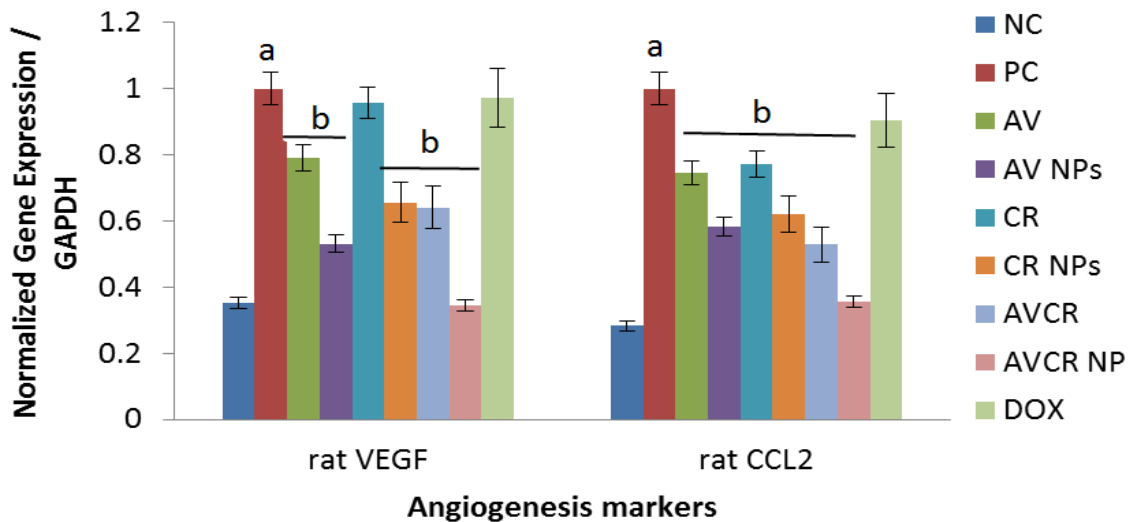 Normalized Gene Expression /
GAPDH
1.2
1
0.8
0.6
0.4
0.2
0
a
b
b
a
b
rat VEGF
rat CCL2
Angiogenesis markers
NC
PC
AV
AV NPs
CR
CR NPs
AVCR
AVCR NP
DOX